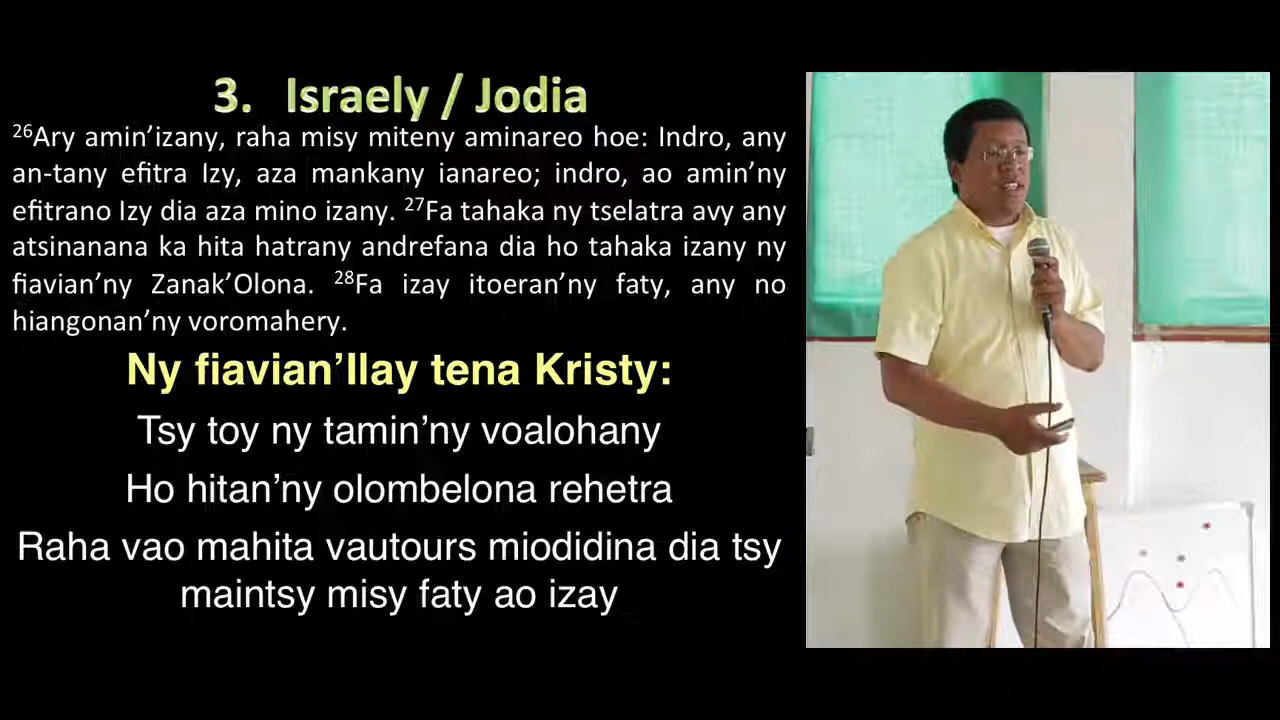 3. Israely / Jodia
²⁶Ary amin’izany, raha misy miteny aminareo hoe: Indro, any
an-tany efitra Izy, aza mankany ianareo; indro, ao amin’ny
efitrano Izy dia aza mino izany. ²⁷Fa tahaka ny tselatra avy any
atsinanana ka hita hatrany andrefana dia ho tahaka izany ny
fiavian’ny Zanak’Olona. ²⁸Fa izay itoeran’ny faty, any no
hiangonan’ny voromahery.
Ny fiavian’Ilay tena Kristy:
Tsy toy ny tamin’ny voalohany
Ho hitan’ny olombelona rehetra
Raha vao mahita vautours miodidina dia tsy
maintsy misy faty ao izay